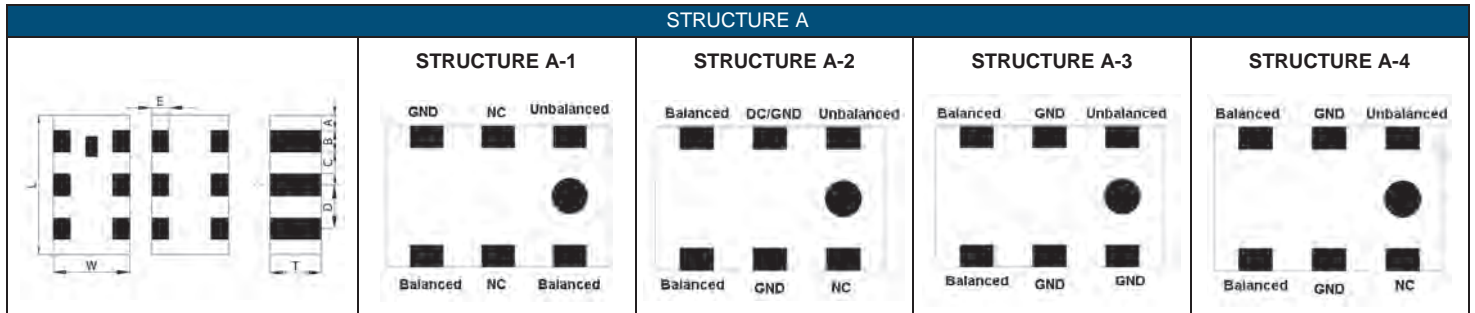 STRUCTURE A
E
A
B
C
D
L
W
T
STRUCTURE A-1
GND NC Unbalanced
Balanced NC Balanced
STRUCTURE A-2
Balanced DC/GND Unbalanced
Balanced GND NC
STRUCTURE A-3
Balanced GND Unbalanced
Balanced GND GND
STRUCTURE A-4
Balanced GND Unbalanced
Balanced GND NC